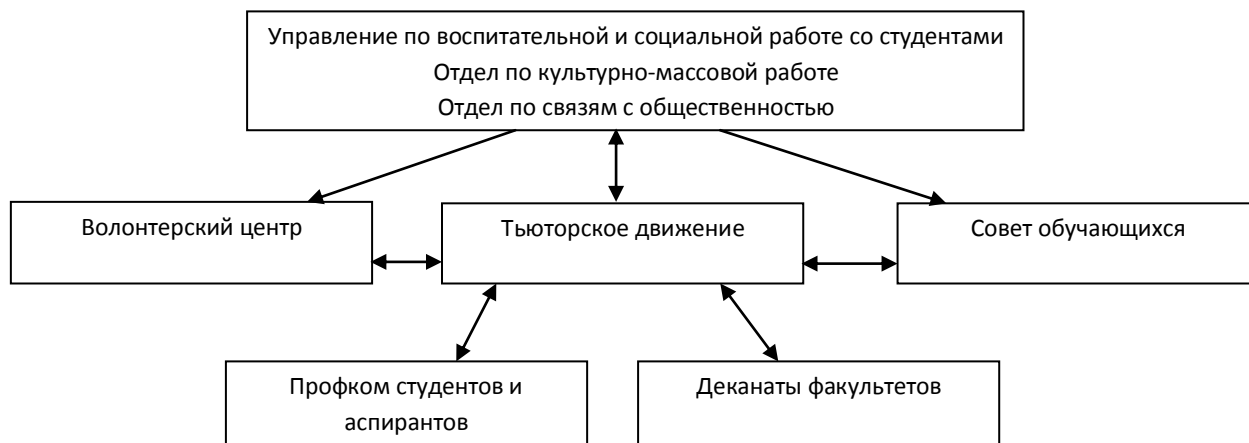 Управление по воспитательной и социальной работе со студентами
Отдел по культурно-массовой работе
Отдел по связям с общественностью
Волонтерский центр
Тьюторское движение
Совет обучающихся
Профком студентов и
аспирантов
Деканаты факультетов